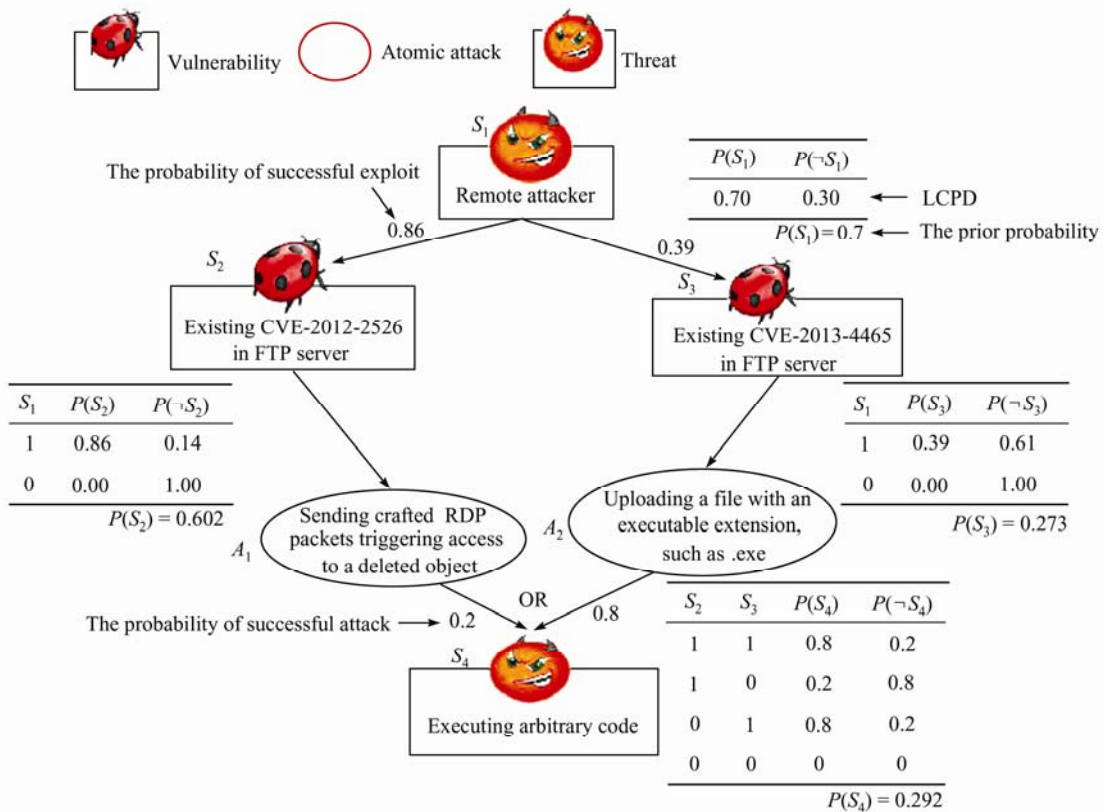 Vulnerability
Atomic attack
Threat
S1
The probability of successful exploit
Remote attacker
P(S1) P(¬S1)
0.70 0.30
LCPD
P(S1) = 0.7
The prior probability
0.86
0.39
S2
S3
Existing CVE-2012-2526
in FTP server
Existing CVE-2013-4465
in FTP server
S1 P(S2) P(¬S2)
1 0.86 0.14
0 0.00 1.00
P(S2) = 0.602
S1 P(S3) P(¬S3)
1 0.39 0.61
0 0.00 1.00
P(S3) = 0.273
A1
Sending crafted RDP
packets triggering access
to a deleted object
A2
Uploading a file with an
executable extension,
such as .exe
OR
The probability of successful attack
0.2
0.8
S4
Executing arbitrary code
S2 S3 P(S4) P(¬S4)
1 1 0.8 0.2
1 0 0.2 0.8
0 1 0.8 0.2
0 0 0 0
P(S4) = 0.292